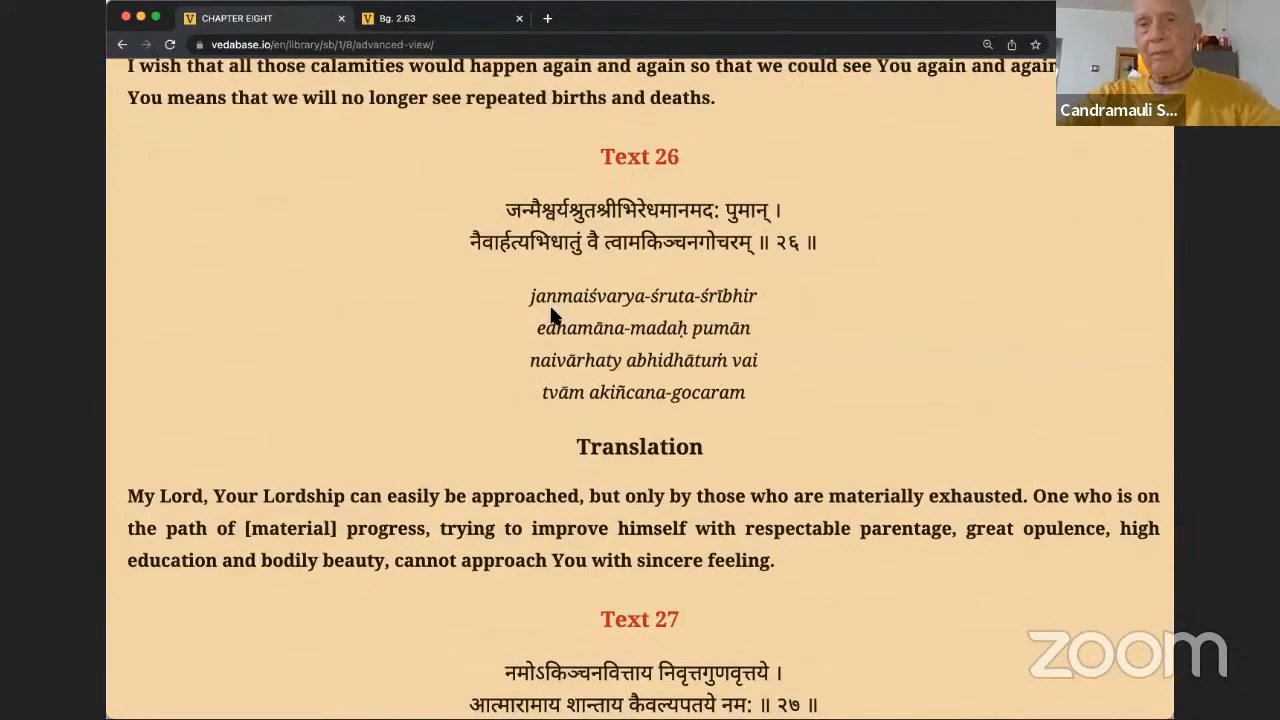 CHAPTER EIGHT
Bg. 2.63
vedabase.io/en/library/sb/1/8/advanced-view/
I wish that all those calamities would happen again and again so that we could see You again and again
You means that we will no longer see repeated births and deaths.
Candramauli S...
Text 26
जन्मैश्वर्यश्रुतश्रीभिरेधमानमद: पुमान् ।
नैवार्हत्यभिधातुं वै त्वामकिञ्चनगोचरम् ॥ २६ ॥
janmaiśvarya-śruta-śrībhir
edhamāna-madaḥ pumān
naivārhaty abhidhātuṁ vai
tvām akiñcana-gocaram
Translation
My Lord, Your Lordship can easily be approached, but only by those who are materially exhausted. One who is on
the path of [material] progress, trying to improve himself with respectable parentage, great opulence, high
education and bodily beauty, cannot approach You with sincere feeling.
Text 27
नमोऽकिञ्चनवित्ताय निवृत्तगुणवृत्तये ।
आत्मारामाय शान्ताय कैवल्यपतये नम: ॥ २७ ॥
zoom